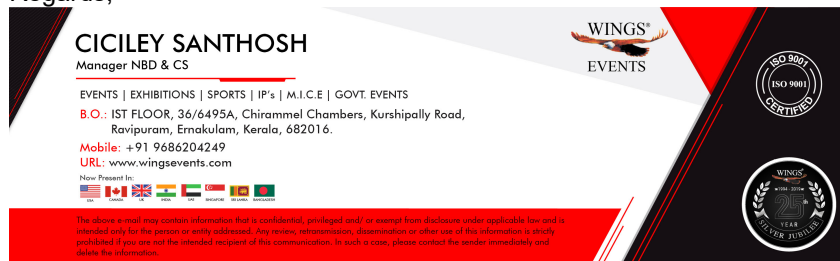 Regards,
CICILEY SANTHOSH
Manager NBD & CS
EVENTS | EXHIBITIONS | SPORTS | IP's | M.I.C.E | GOVT. EVENTS
B.O.: IST FLOOR, 36/6495A, Chirammel Chambers, Kurshipally Road,
Ravipuram, Ernakulam, Kerala, 682016.
Mobile: +91 9686204249
URL: www.wingsevents.com
Now Present In:
USA CANADA UK INDIA UAE SINGAPORE SRI LANKA BANGLADESH
The above e-mail may contain information that is confidential, privileged and/ or exempt from disclosure under applicable law and is
intended only for the person or entity addressed. Any review, retransmission, dissemination or other use of this information is strictly
prohibited if you are not the intended recipient of this communication. In such a case, please contact the sender immediately and
delete the information.
WINGS®
EVENTS
ISO 9001
ISO 9001
CERTIFIED
WINGS
1994 - 2019
25th
YEAR
SILVER JUBILEE